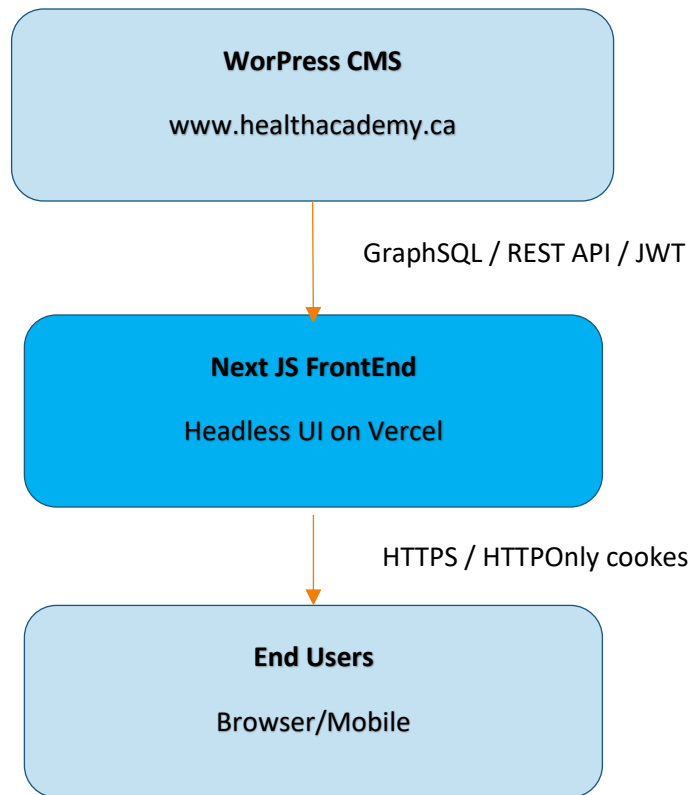 WorPress CMS
www.healthacademy.ca
GraphSQL / REST API / JWT
Next JS FrontEnd
Headless UI on Vercel
HTTPS / HTTPOnly cookes
End Users
Browser/Mobile